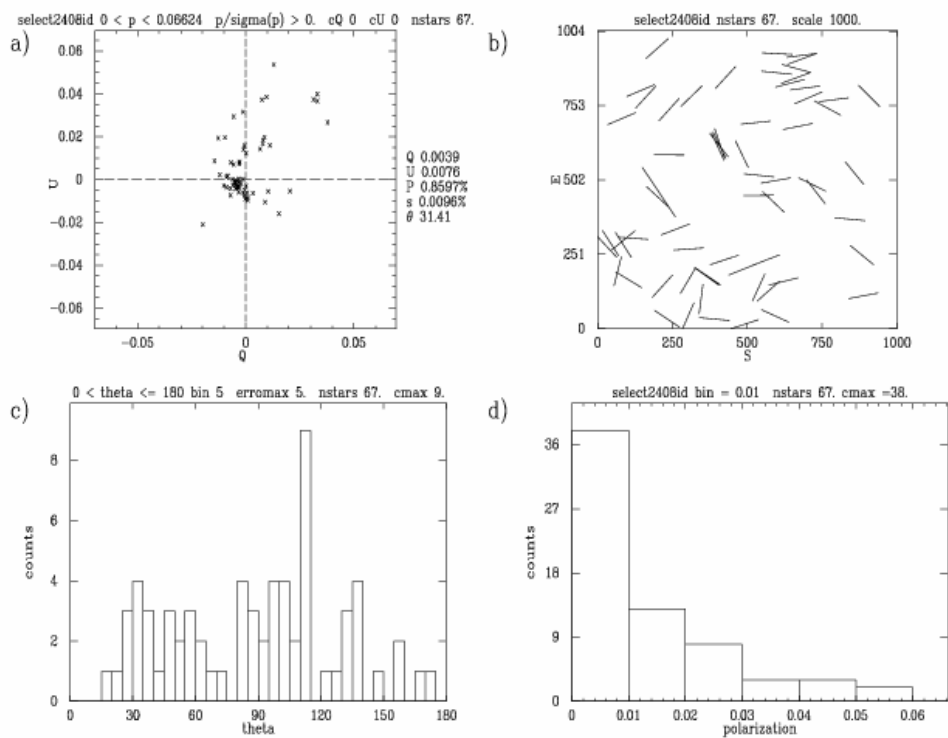 select2408id 0 < p < 0.06624 p/sigma(p) > 0. cQ 0 cU 0 nstars 67.
a)
0.06
0.04
0.02
0
−0.02
−0.04
−0.06
U
−0.05
0
0.05
Q
Q 0.0039
U 0.0076
P 0.8597%
s 0.0096%
θ 31.41
select2408id nstars 67. scale 1000.
b)
1004
753
502
251
0
E
0
250
500
750
1000
S
0 < theta <= 180 bin 5 erromax 5. nstars 67. cmax 9.
c)
8
6
4
2
0
counts
0
30
60
90
120
150
180
theta
select2408id bin = 0.01 nstars 67. cmax =38.
d)
36
27
18
9
0
counts
0
0.01
0.02
0.03
0.04
0.05
0.06
polarization